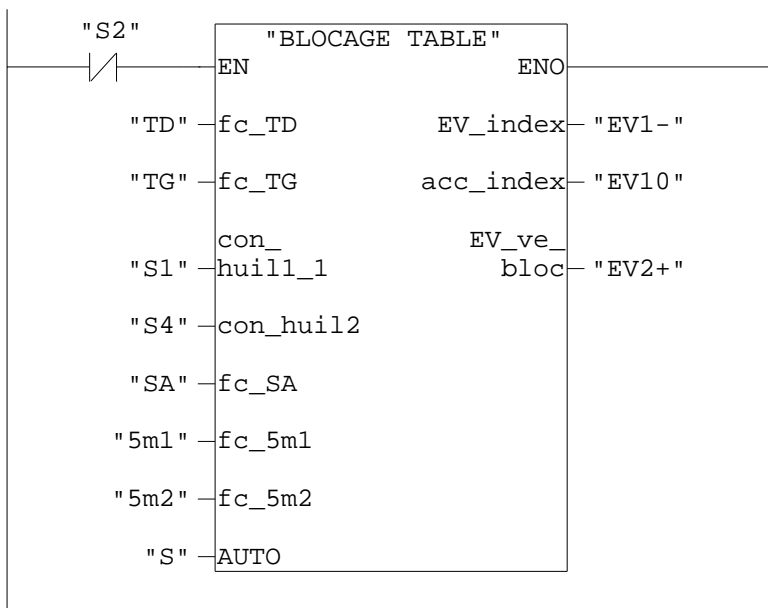 "S2"
"BLOCAGE TABLE"
EN ENO
"TD" fc_TD EV_index "EV1-"
"TG" fc_TG acc_index "EV10"
con_ EV_ve_
"S1" huil1_1 bloc "EV2+"
"S4" con_huil2
"SA" fc_SA
"5m1" fc_5m1
"5m2" fc_5m2
"S" AUTO